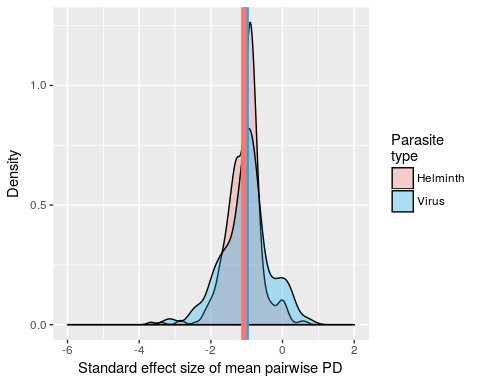 1.0
0.5
0.0
Density
-6 -4 -2 0 2
Standard effect size of mean pairwise PD
Parasite
type
Helminth
Virus